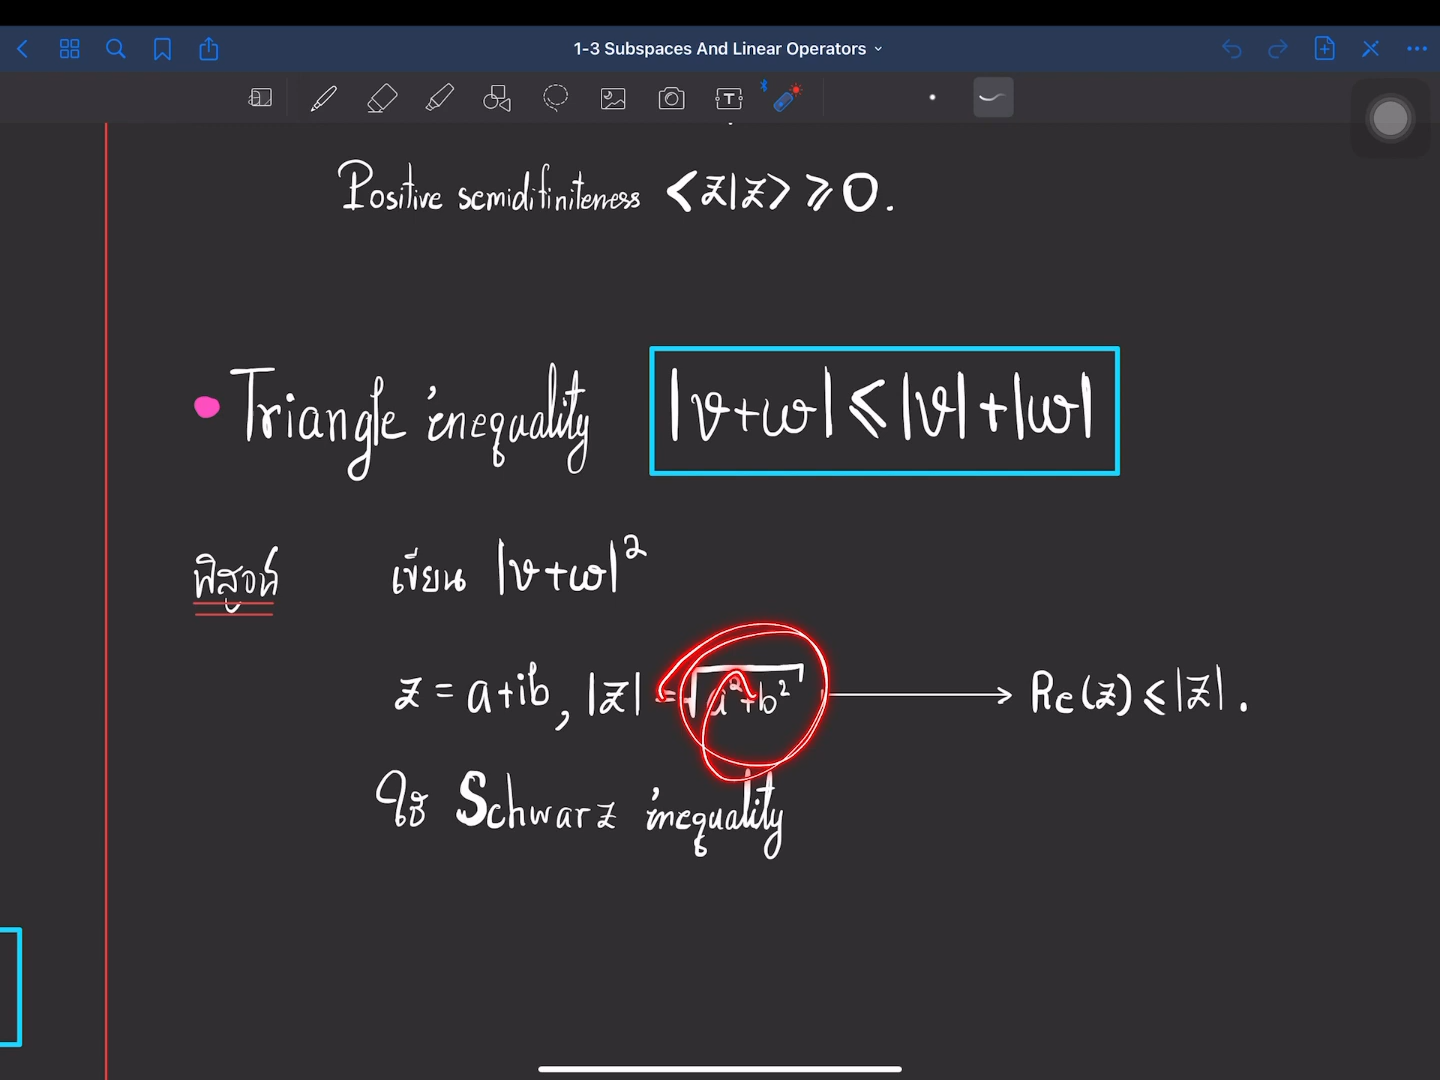 1-3 Subspaces And Linear Operators
Positive semidifiniteness <z|z> ⩾ 0.
• Triangle inequality |v+w| ⩽ |v|+|w|
พิสูจน์ เขียน |v+w|²
z = a+ib, |z| = √a²+b² → Re(z) ⩽ |z|.
ใช้ Schwarz inequality